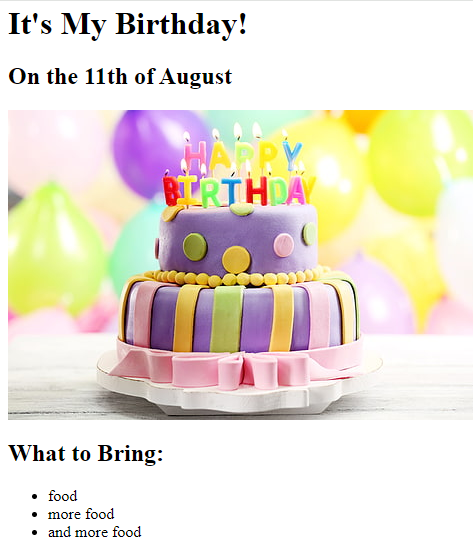 It's My Birthday!
On the 11th of August
HAPPY
BIRTHDAY
What to Bring:
food
more food
and more food